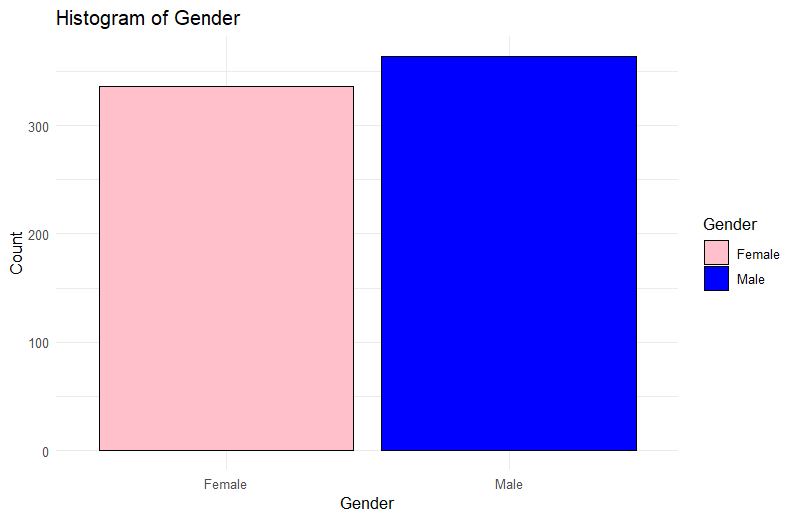 Histogram of Gender
300
200
100
0
Count
Female
Male
Gender
Gender
Female
Male